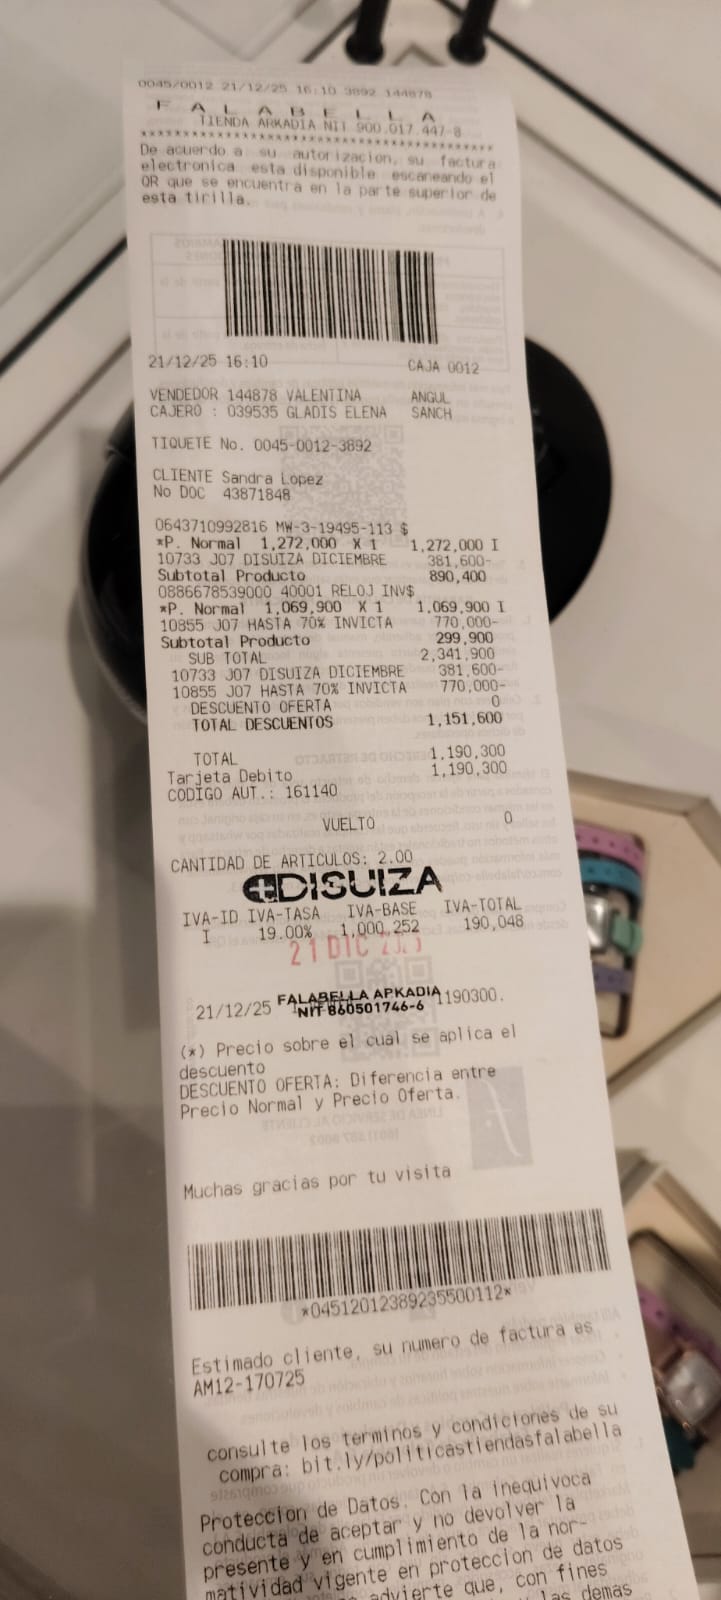 0045/0012 21/12/25 16:10 3892 144878
F A L A B E L L A
TIENDA ARKADIA NIT 900.017.447-8
****************************************
De acuerdo a su autorizacion, su factura
electronica esta disponible escaneando el
QR que se encuentra en la parte superior de
esta tirilla.
21/12/25 16:10 CAJA 0012
VENDEDOR 144878 VALENTINA ANGUL
CAJERO : 039535 GLADIS ELENA SANCH
TIQUETE No. 0045-0012-3892
CLIENTE Sandra Lopez
No DOC 43871848
0643710992816 MW-3-19495-113 $
*P. Normal 1,272,000 X 1 1,272,000 I
10733 J07 DISUIZA DICIEMBRE 381,600-
Subtotal Producto 890,400
0886678539000 40001 RELOJ INV$
*P. Normal 1,069,900 X 1 1,069,900 I
10855 J07 HASTA 70% INVICTA 770,000-
Subtotal Producto 299,900
SUB TOTAL 2,341,900
10733 J07 DISUIZA DICIEMBRE 381,600-
10855 J07 HASTA 70% INVICTA 770,000-
DESCUENTO OFERTA 0
TOTAL DESCUENTOS 1,151,600
TOTAL 1,190,300
Tarjeta Debito 1,190,300
CODIGO AUT.: 161140
VUELTO 0
CANTIDAD DE ARTICULOS: 2.00
DISUIZA
IVA-ID IVA-TASA IVA-BASE IVA-TOTAL
I 19.00% 1,000,252 190,048
21 DIC
FALABELLA ARKADIA
21/12/25 1190300.
NIT 860501746-6
(*) Precio sobre el cual se aplica el
descuento
DESCUENTO OFERTA: Diferencia entre
Precio Normal y Precio Oferta.
Muchas gracias por tu visita
*04512012389235500112*
Estimado cliente, su numero de factura es
AM12-170725
consulte los terminos y condiciones de su
compra: bit.ly/politicastiendasfalabella
Proteccion de Datos. Con la inequivoca
conducta de aceptar y no devolver la
presente y en cumplimiento de la nor-
matividad vigente en proteccion de datos
advierte que, con fines
las demas